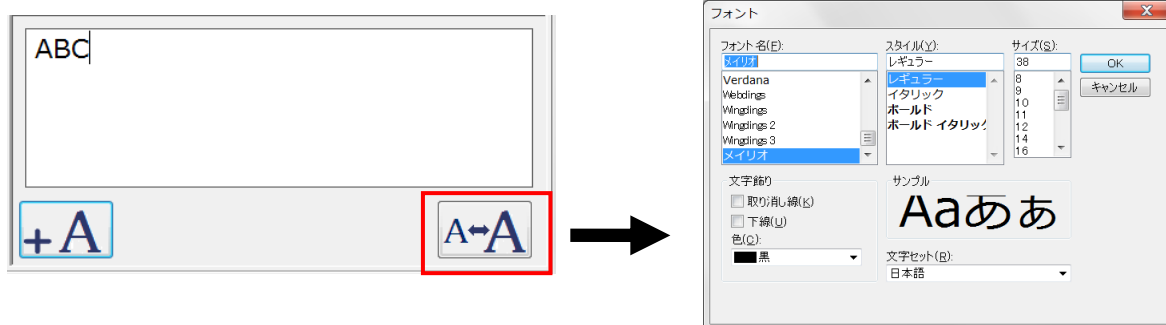 ABC
+A
A↔A
フォント
フォント名(F):
メイリオ
Verdana
Webdings
Wingdings
Wingdings 2
Wingdings 3
メイリオ
スタイル(Y):
レギュラー
レギュラー
イタリック
ボールド
ボールド イタリック
サイズ(S):
38
8
9
10
11
12
14
16
OK
キャンセル
文字飾り
取り消し線(K)
下線(U)
色(C):
黒
サンプル
Aaあぁ
文字セット(R):
日本語